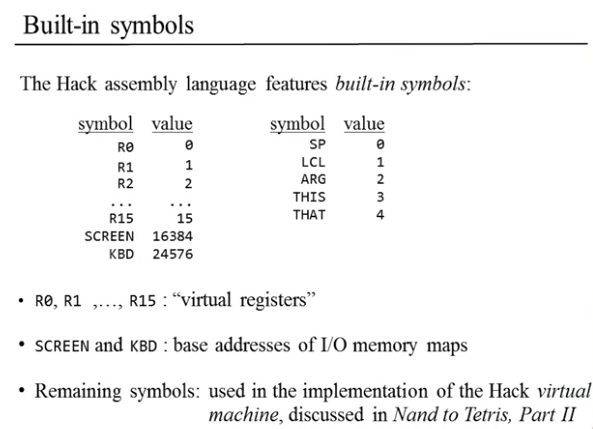 Built-in symbols
The Hack assembly language features built-in symbols:
symbol value
R0 0
R1 1
R2 2
... ...
R15 15
SCREEN 16384
KBD 24576
symbol value
SP 0
LCL 1
ARG 2
THIS 3
THAT 4
• R0, R1 ,..., R15 : “virtual registers”
• SCREEN and KBD : base addresses of I/O memory maps
• Remaining symbols: used in the implementation of the Hack virtual
machine, discussed in Nand to Tetris, Part II